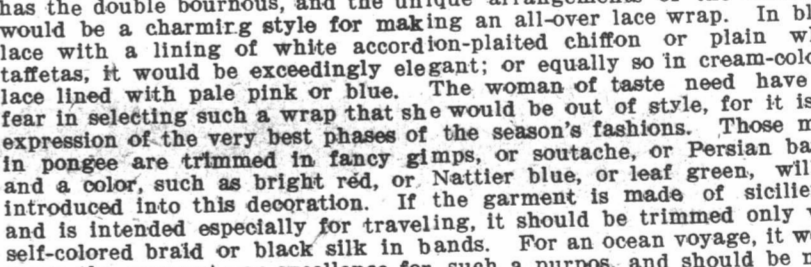 has the double bournous, and the unique arrangements of the
would be a charming style for making an all-over lace wrap. In
lace with a lining of white accordion-plaited chiffon or plain
taffetas, it would be exceedingly elegant; or equally so in cream-
lace lined with pale pink or blue. The woman of taste need have
fear in selecting such a wrap that she would be out of style, for it is
expression of the very best phases of the season's fashions. Those
in pongee are trimmed in fancy gimps, or soutache, or Persian
and a color, such as bright red, or Nattier blue, or leaf green,
introduced into this decoration. If the garment is made of
and is intended especially for traveling, it should be trimmed only
self-colored braid or black silk in bands. For an ocean voyage, it
for such a purpos, and should be